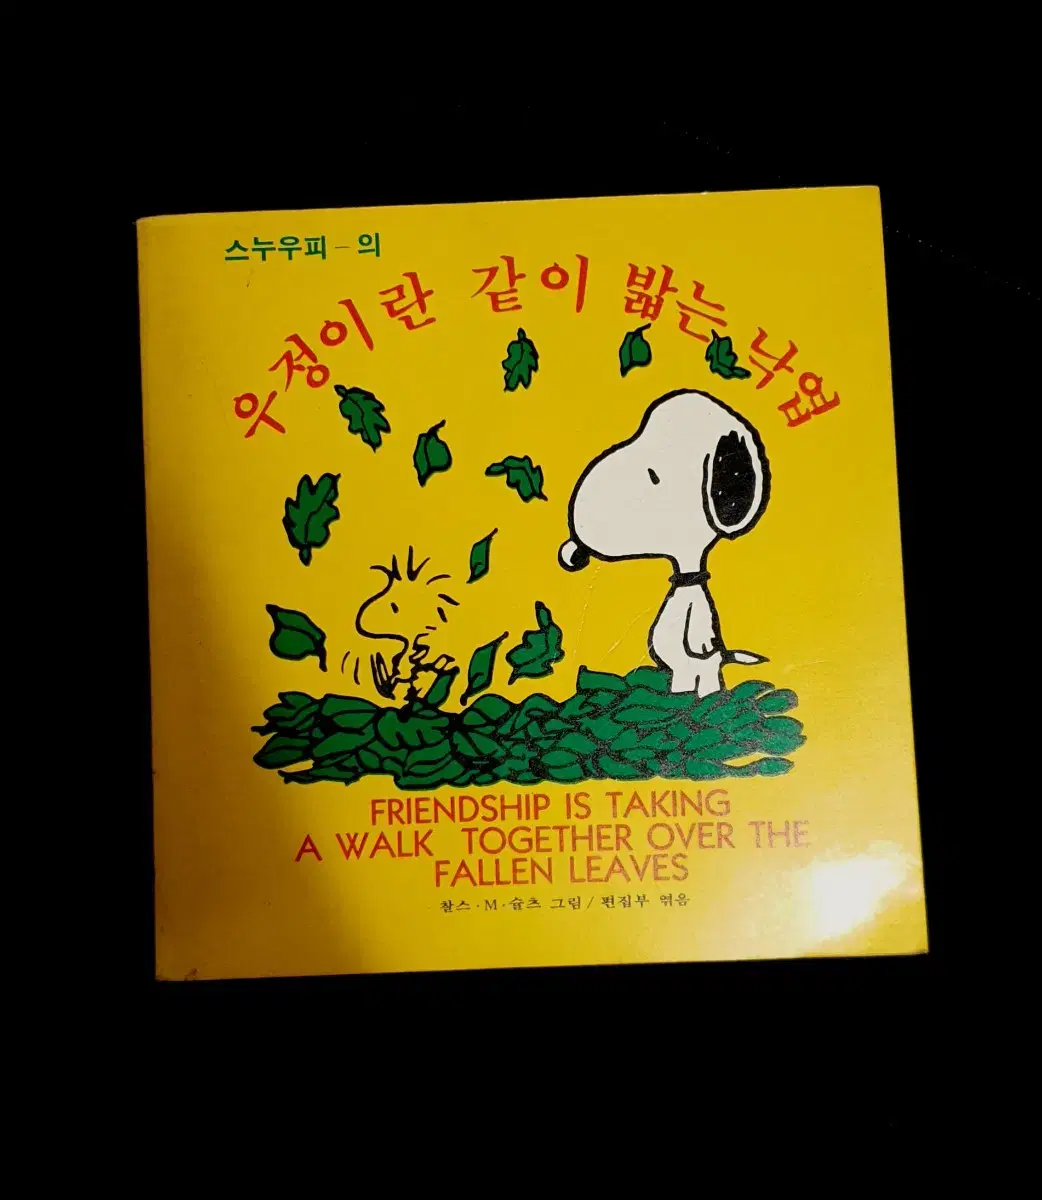 스누우피 – 의
우정이란 같이 밟는 낙엽
FRIENDSHIP IS TAKING
A WALK TOGETHER OVER THE
FALLEN LEAVES
찰스·M·슐츠 그림/편집부 엮음